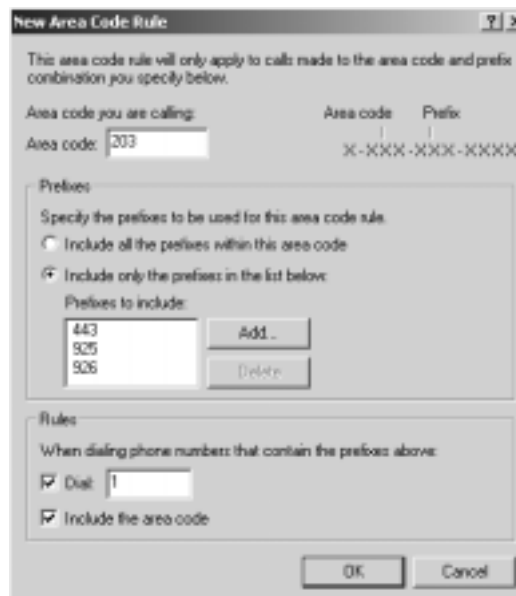 New Area Code Rule
This area code rule will only apply to calls made to the area code and prefix
combination you specify below.
Area code you are calling:
Area code: 203
Area code Prefix
X-XXX-XXX-XXXX
Prefixes
Specify the prefixes to be used for this area code rule.
Include all the prefixes within this area code
Include only the prefixes in the list below:
Prefixes to include:
443
925
926
Add...
Delete
Rules
When dialing phone numbers that contain the prefixes above:
Dial: 1
Include the area code
OK Cancel